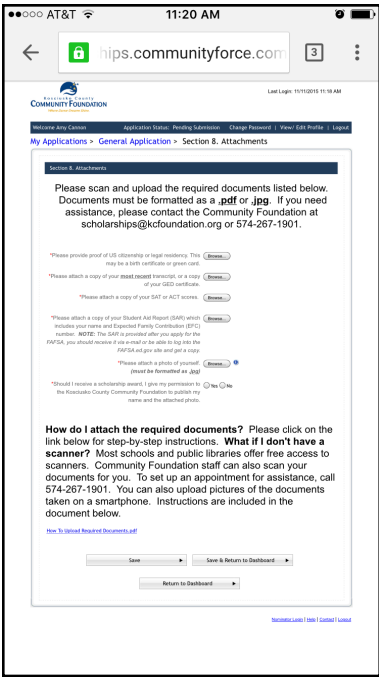 AT&T 11:20 AM
hips.communityforce.com 3
Kosciusko County
COMMUNITY FOUNDATION
Last Login: 11/11/2015 11:18 AM
Welcome Amy Cannon Application Status: Pending Submission Change Password | View/ Edit Profile | Logout
My Applications > General Application > Section 8. Attachments
Section 8. Attachments
Please scan and upload the required documents listed below.
Documents must be formatted as a .pdf or .jpg. If you need
assistance, please contact the Community Foundation at
scholarships@kcfoundation.org or 574-267-1901.
*Please provide proof of US citizenship or legal residency. This Browse...
may be a birth certificate or green card.
*Please attach a copy of your most recent transcript, or a copy Browse...
of your GED certificate.
*Please attach a copy of your SAT or ACT scores. Browse...
*Please attach a copy of your Student Aid Report (SAR) which Browse...
includes your name and Expected Family Contribution (EFC)
number. NOTE: The SAR is provided after you apply for the
FAFSA, you should receive it via e-mail or be able to log into the
FAFSA.ed.gov site and get a copy.
*Please attach a photo of yourself. Browse...
(must be formatted as .jpg)
*Should I receive a scholarship award, I give my permission to Yes No
the Kosciusko County Community Foundation to publish my
name and the attached photo.
How do I attach the required documents? Please click on the
link below for step-by-step instructions. What if I don't have a
scanner? Most schools and public libraries offer free access to
scanners. Community Foundation staff can also scan your
documents for you. To set up an appointment for assistance, call
574-267-1901. You can also upload pictures of the documents
taken on a smartphone. Instructions are included in the
document below.
How To Upload Required Documents.pdf
Save Save & Return to Dashboard
Return to Dashboard
Nominator Login | Help | Contact | Logout